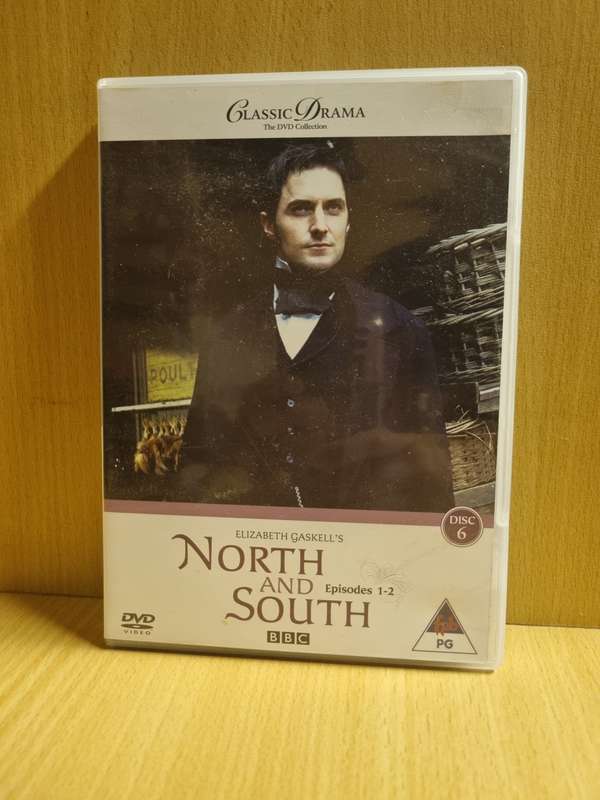 CLASSIC DRAMA
The DVD Collection
POULT
DISC
6
ELIZABETH GASKELL'S
NORTH
AND
Episodes 1-2
SOUTH
DVD
VIDEO
BBC
PG